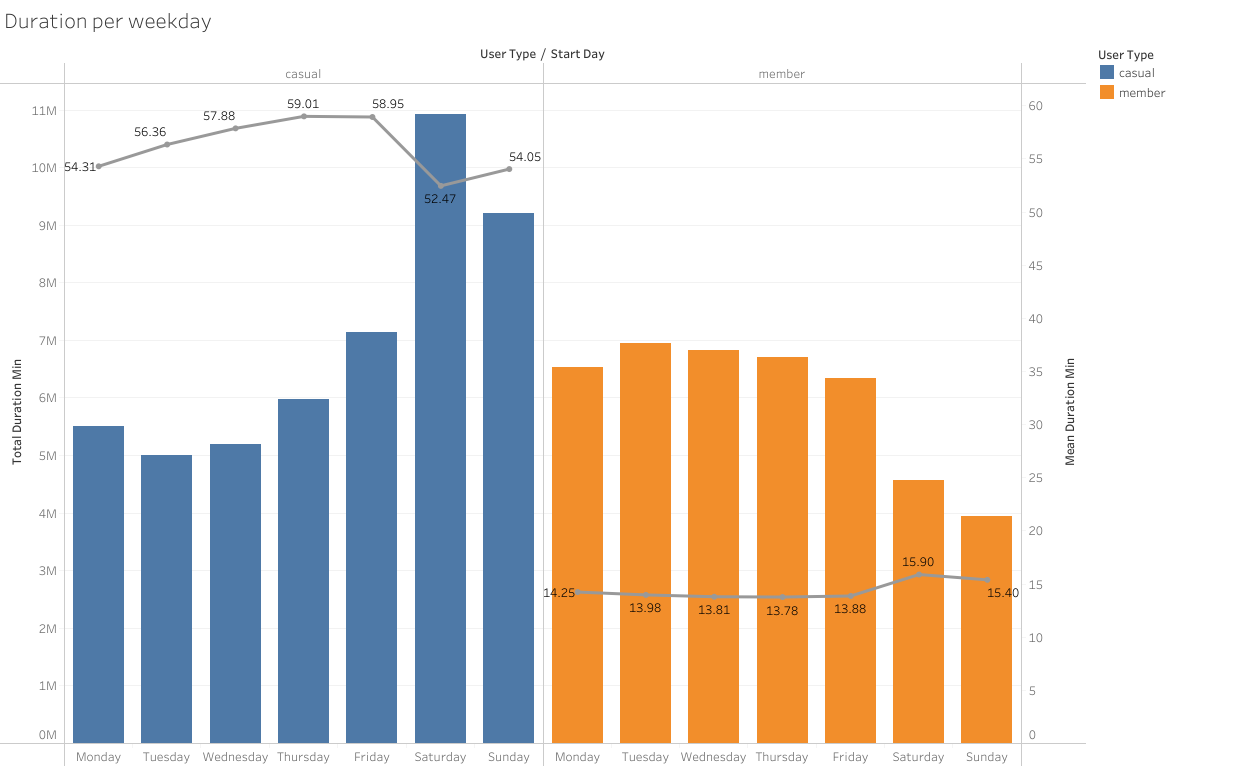 Duration per weekday
User Type / Start Day
casual
member
User Type
casual
member
11M
10M
9M
8M
7M
6M
5M
4M
3M
2M
1M
0M
Total Duration Min
54.31
56.36
57.88
59.01
58.95
52.47
54.05
14.25
13.98
13.81
13.78
13.88
15.90
15.40
60
55
50
45
40
35
30
25
20
15
10
5
0
Mean Duration Min
Monday Tuesday Wednesday Thursday Friday Saturday Sunday Monday Tuesday Wednesday Thursday Friday Saturday Sunday